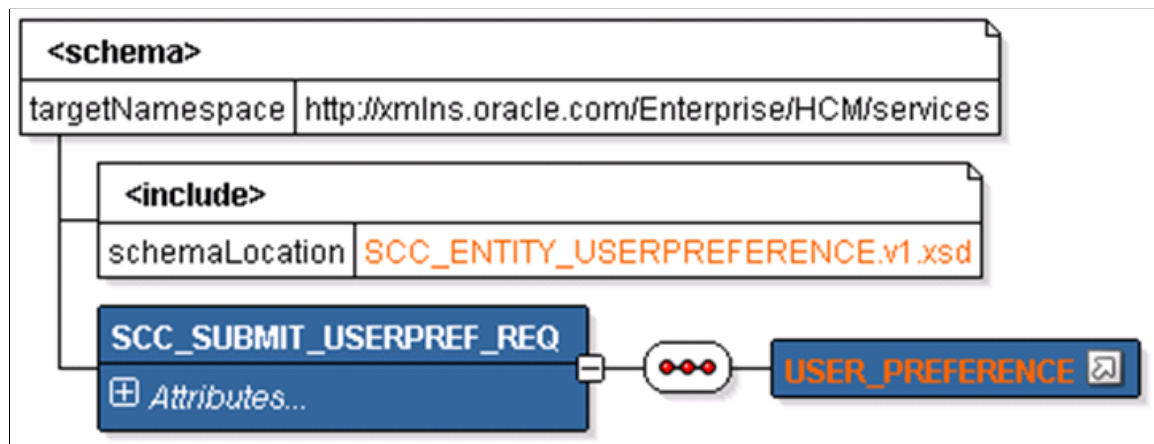 <schema>
targetNamespace http://xmlns.oracle.com/Enterprise/HCM/services
<include>
schemaLocation SCC_ENTITY_USERPREFERENCE.v1.xsd
SCC_SUBMIT_USERPREF_REQ
Attributes...
USER_PREFERENCE